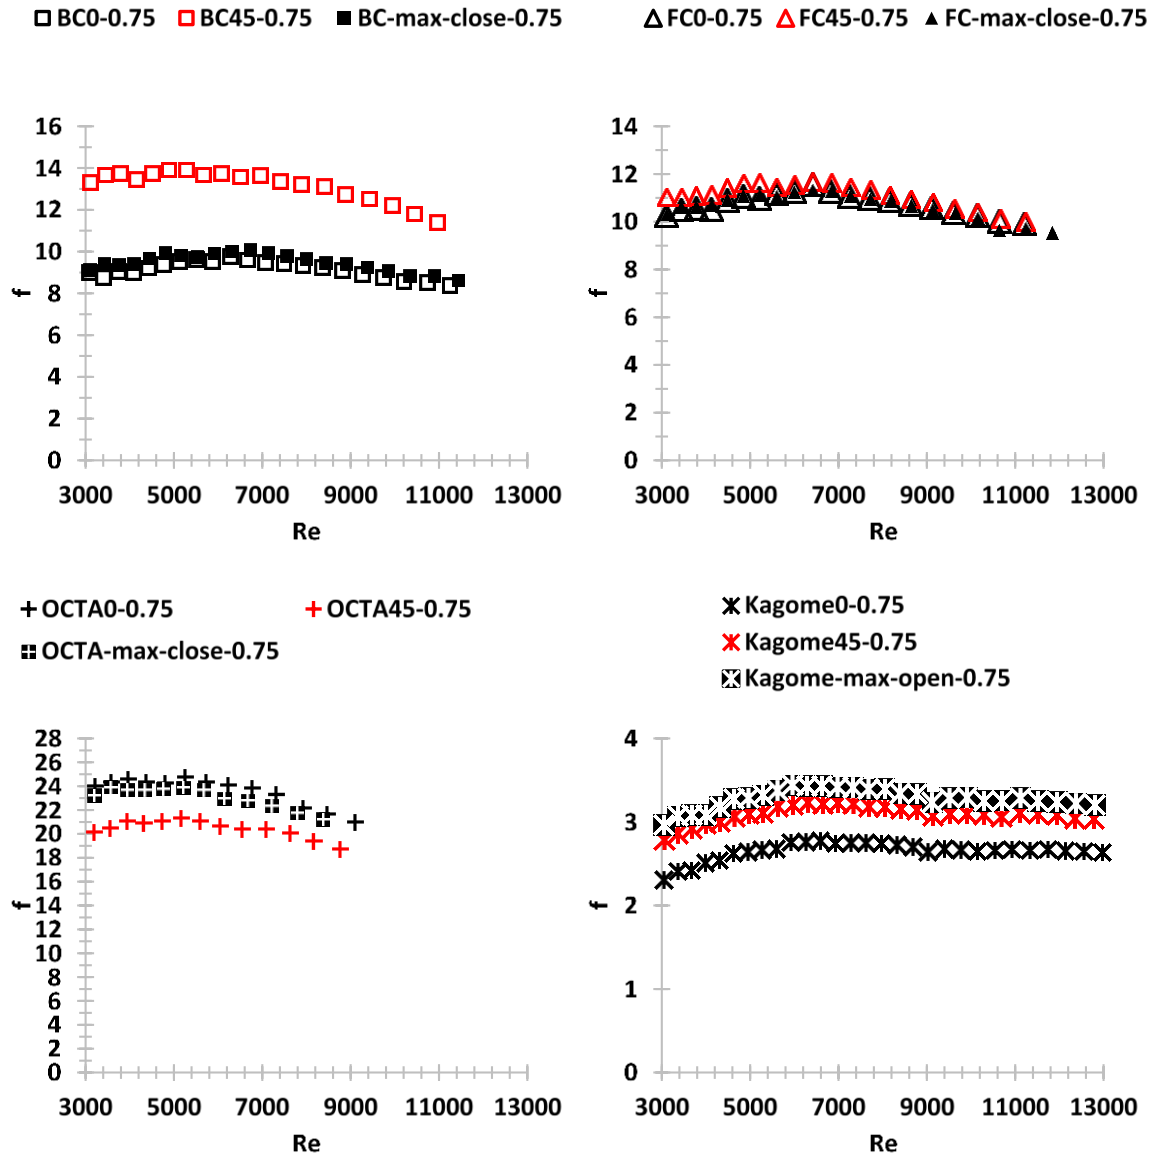 BC0-0.75 BC45-0.75 BC-max-close-0.75
16
14
12
10
8
6
4
2
0
f
3000 5000 7000 9000 11000 13000
Re
FC0-0.75 FC45-0.75 FC-max-close-0.75
14
12
10
8
6
4
2
0
f
3000 5000 7000 9000 11000 13000
Re
OCTA0-0.75 OCTA45-0.75
OCTA-max-close-0.75
28
26
24
22
20
18
16
14
12
10
8
6
4
2
0
f
3000 5000 7000 9000 11000 13000
Re
Kagome0-0.75
Kagome45-0.75
Kagome-max-open-0.75
4
3
2
1
0
f
3000 5000 7000 9000 11000 13000
Re